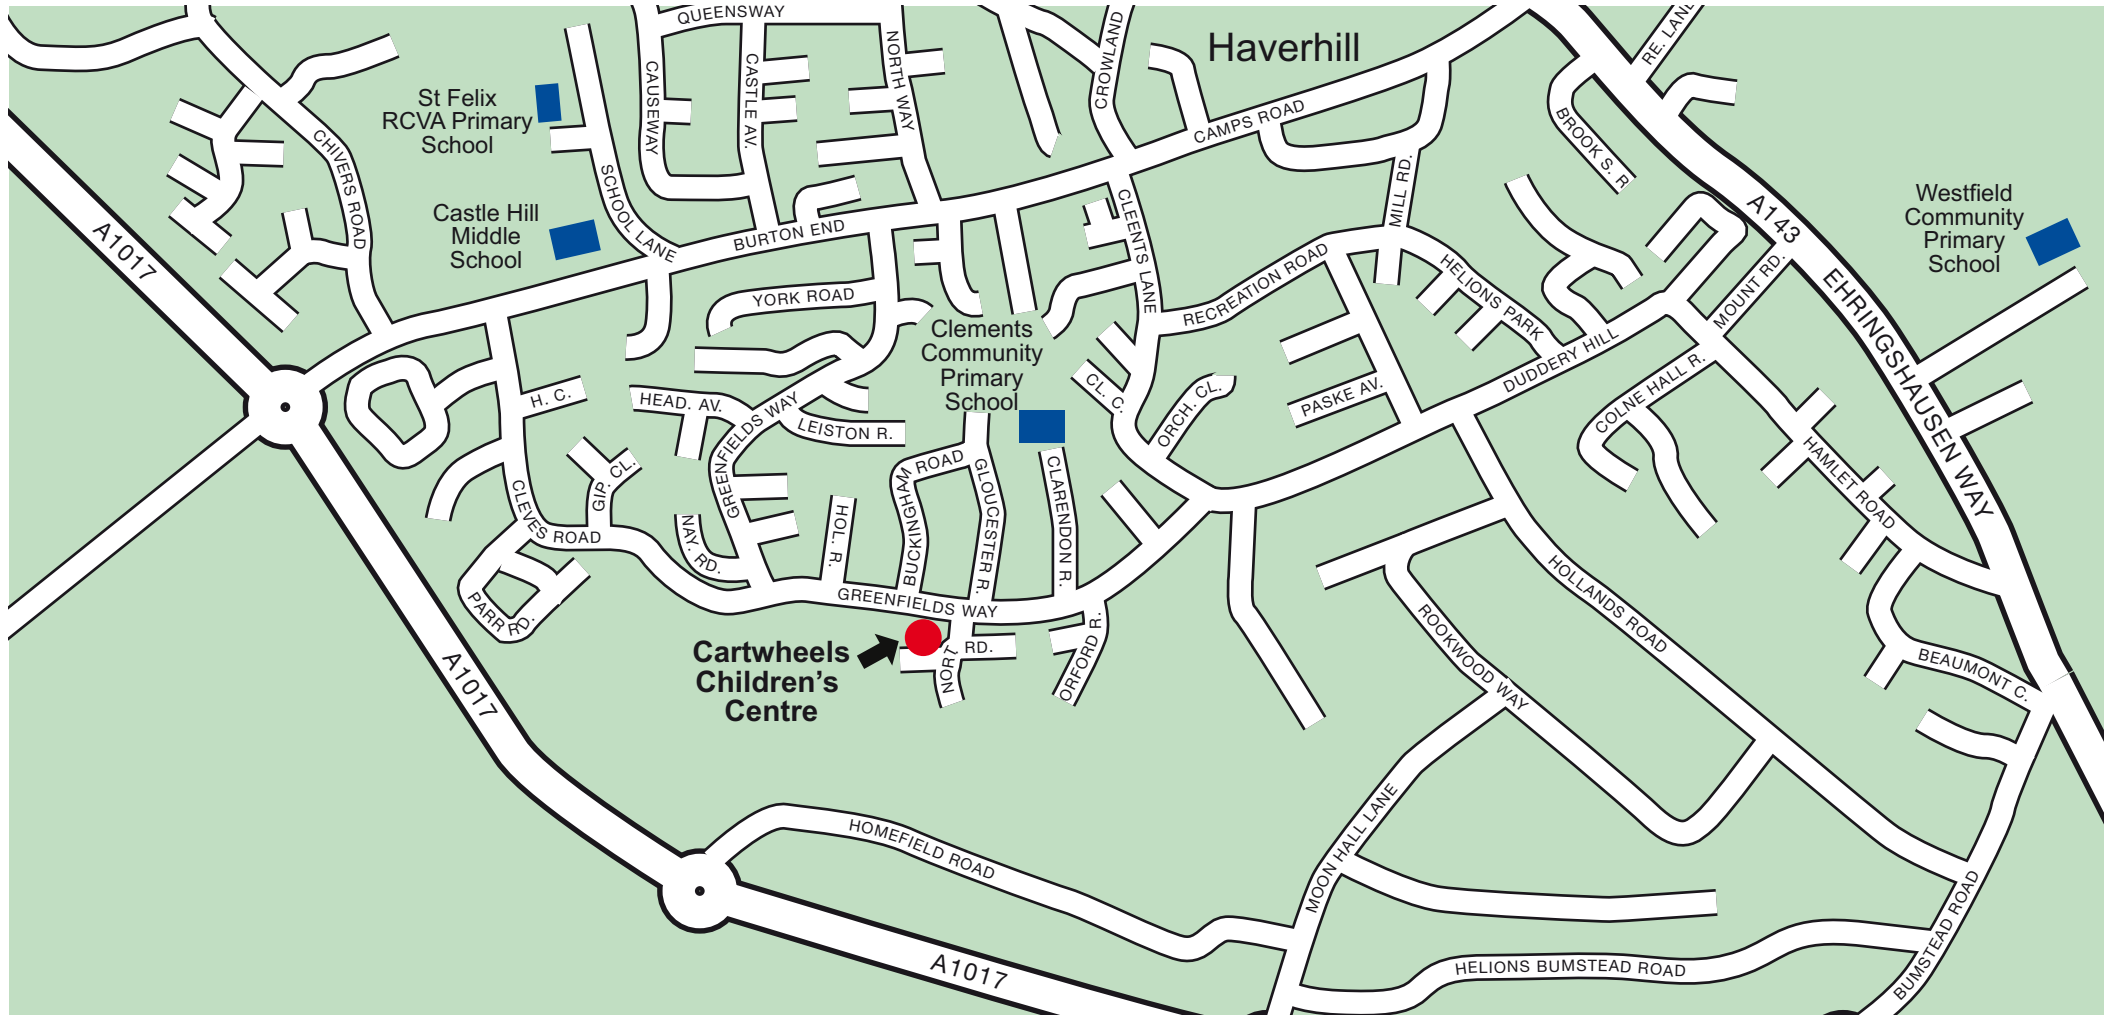 QUEENSWAY
CROWLAND
RE. LANE
Haverhill
NORTH WAY
CAUSEWAY
CASTLE AV.
St Felix
RCVA Primary
School
CAMPS ROAD
BROOK S. R
CHIVERS ROAD
SCHOOL LANE
MILL RD.
Westfield
Community
Primary
School
A143
A1017
Castle Hill
Middle
School
BURTON END
CLEENTS LANE
RECREATION ROAD
HELIONS PARK
MOUNT RD.
EHRINGSHAUSEN WAY
YORK ROAD
Clements
Community
Primary
School
DUDDERY HILL
COLNE HALL R.
H. C.
HEAD. AV.
GREENFIELDS WAY
LEISTON R.
CL. C.
ORCH. CL.
PASKE AV.
HAMLET ROAD
GIP. CL.
CLEVES ROAD
NAY. RD.
HOL. R.
BUCKINGHAM ROAD
GLOUCESTER R.
CLARENDON R.
HOLLANDS ROAD
PARR RD.
GREENFIELDS WAY
ROOKWOOD WAY
Cartwheels
Children's
Centre
NORT RD.
ORFORD R.
BEAUMONT C.
A1017
HOMEFIELD ROAD
MOON HALL LANE
A1017
HELIONS BUMSTEAD ROAD
BUMSTEAD ROAD